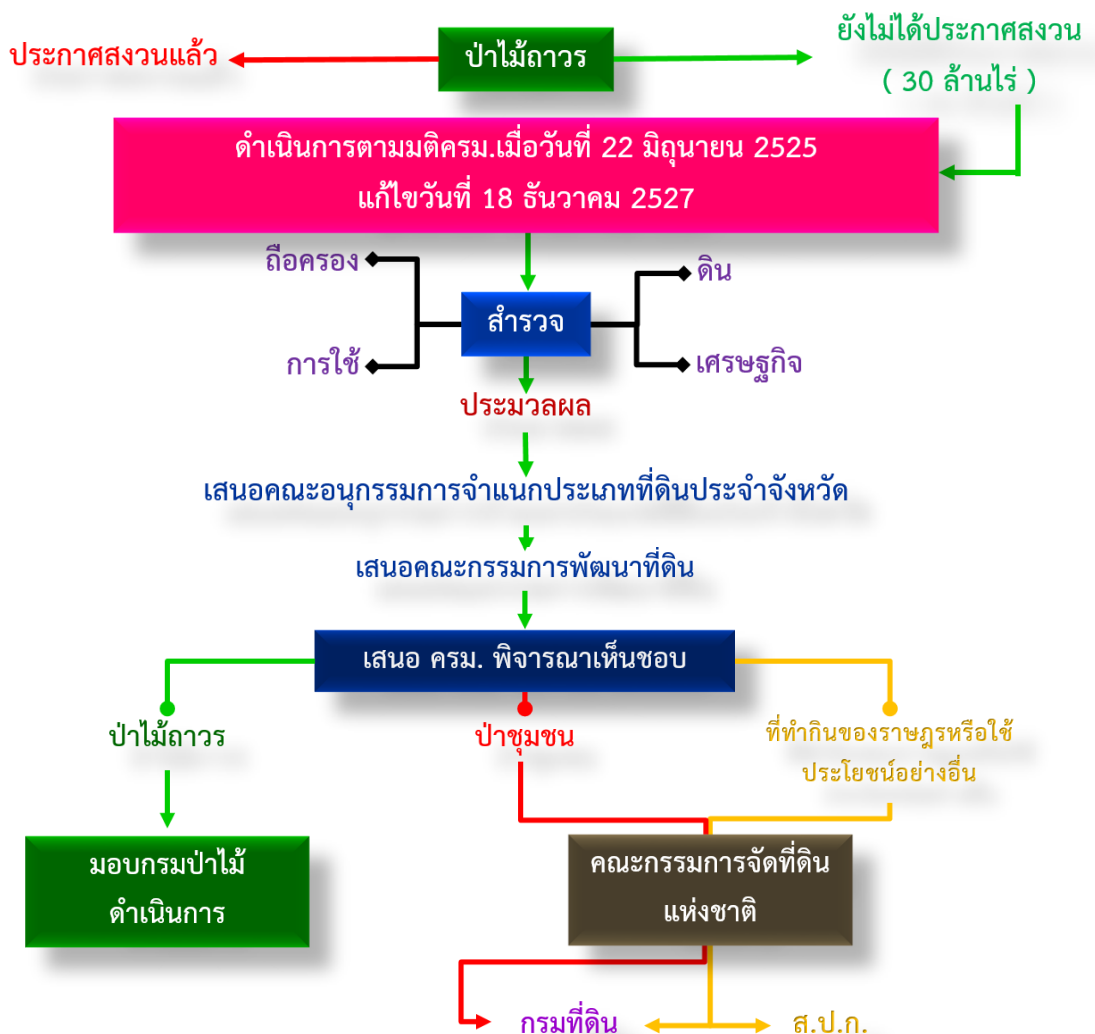 ประกาศสงวนแล้ว
ป่าไม้ถาวร
ยังไม่ได้ประกาศสงวน
( 30 ล้านไร่ )
ดำเนินการตามมติครม.เมื่อวันที่ 22 มิถุนายน 2525
แก้ไขวันที่ 18 ธันวาคม 2527
ถือครอง
ดิน
สำรวจ
การใช้
เศรษฐกิจ
ประมวลผล
เสนอคณะอนุกรรมการจำแนกประเภทที่ดินประจำจังหวัด
เสนอคณะกรรมการพัฒนาที่ดิน
เสนอ ครม. พิจารณาเห็นชอบ
ป่าไม้ถาวร
ป่าชุมชน
ที่ทำกินของราษฎรหรือใช้
ประโยชน์อย่างอื่น
มอบกรมป่าไม้
ดำเนินการ
คณะกรรมการจัดที่ดิน
แห่งชาติ
กรมที่ดิน
ส.ป.ก.